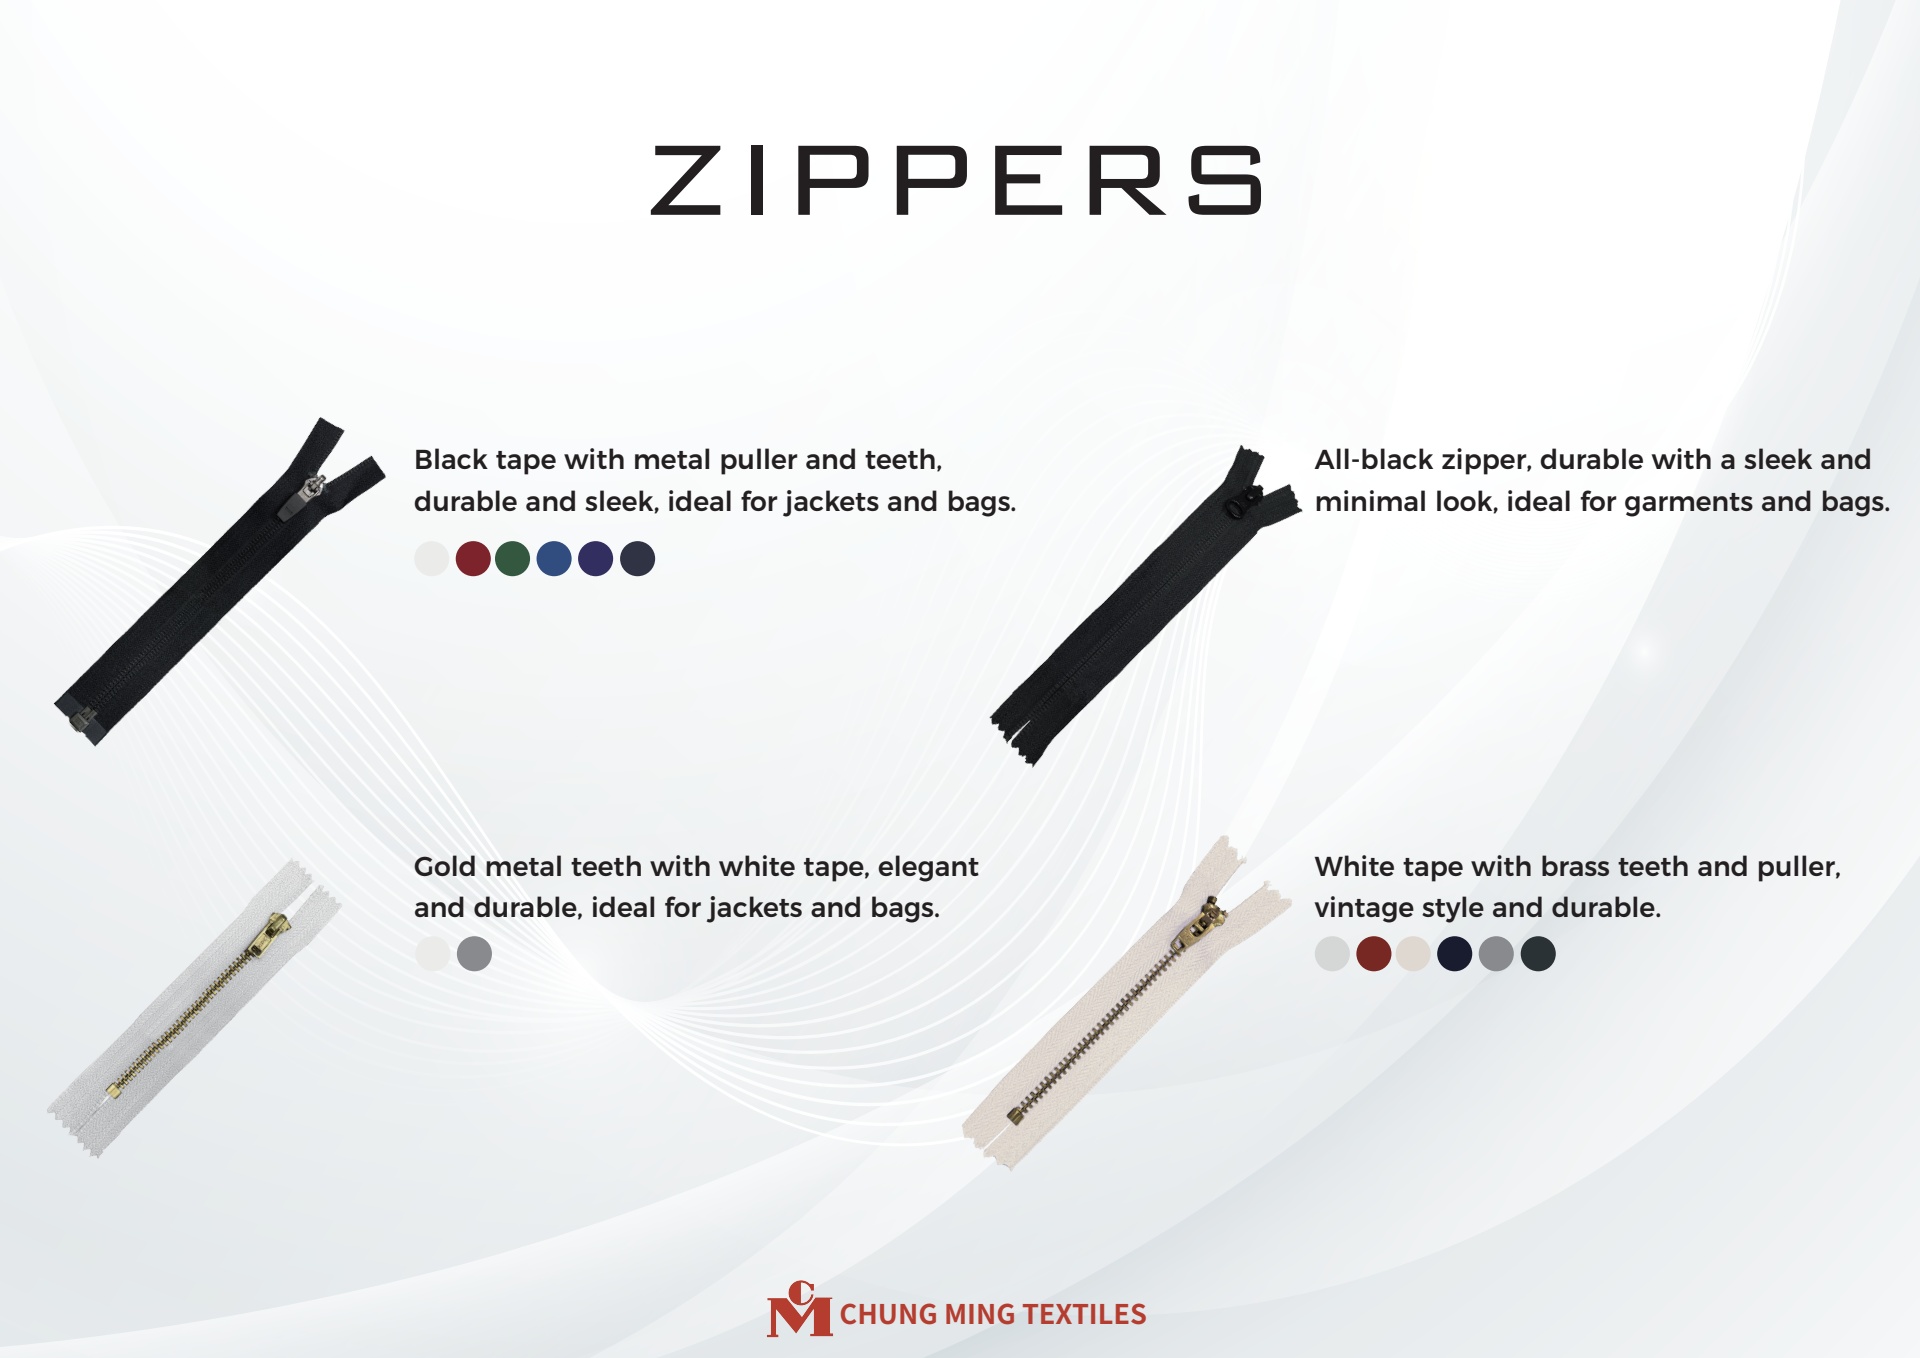 ZIPPERS
Black tape with metal puller and teeth,
durable and sleek, ideal for jackets and bags.
All-black zipper, durable with a sleek and
minimal look, ideal for garments and bags.
Gold metal teeth with white tape, elegant
and durable, ideal for jackets and bags.
White tape with brass teeth and puller,
vintage style and durable.
CM CHUNG MING TEXTILES